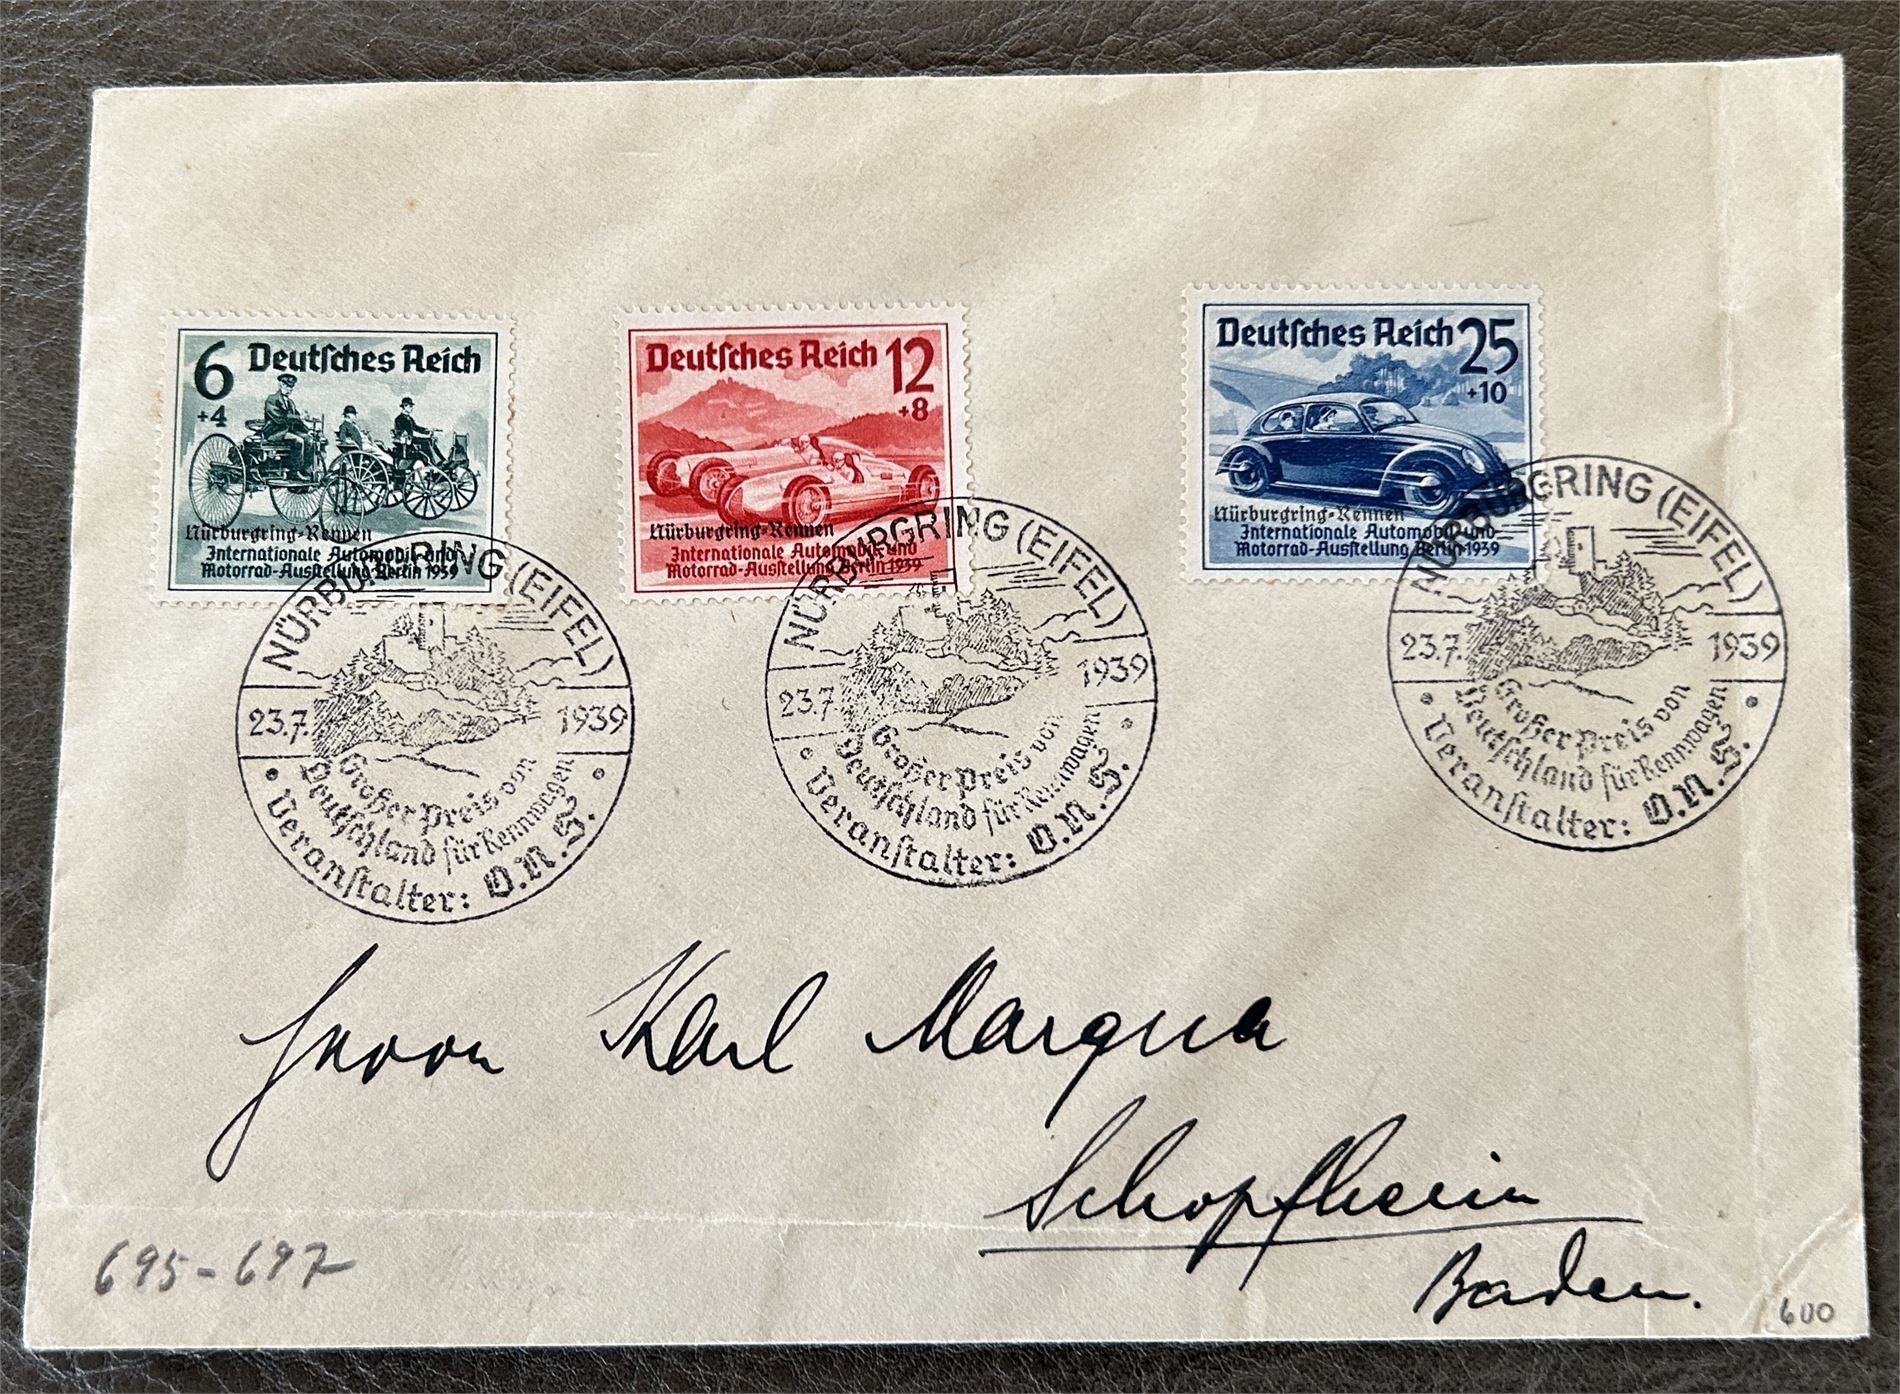 6 Deutſches Reich
+4
Nürburgring-Rennen
Internationale Automobil-und
Motorrad-Ausſtellung Berlin 1939
Deutſches Reich 12
+8
Nürburgring-Rennen
Internationale Automobil und
Motorrad-Ausſtellung Berlin 1939
Deutſches Reich 25
+10
Nürburgring-Rennen
Internationale Automobil und
Motorrad-Ausſtellung Berlin 1939
NÜRBURGRING (EIFEL)
23.7. 1939
Großer Preis von
Deutſchland für Rennwagen
Veranſtalter: O.N.S.
NÜRBURGRING (EIFEL)
23.7. 1939
Großer Preis von
Deutſchland für Rennwagen
Veranſtalter: O.N.S.
NÜRBURGRING (EIFEL)
23.7. 1939
Großer Preis von
Deutſchland für Rennwagen
Veranſtalter: O.N.S.
Herrn Karl Marqua
Schopfheim
Baden.
695-697
600